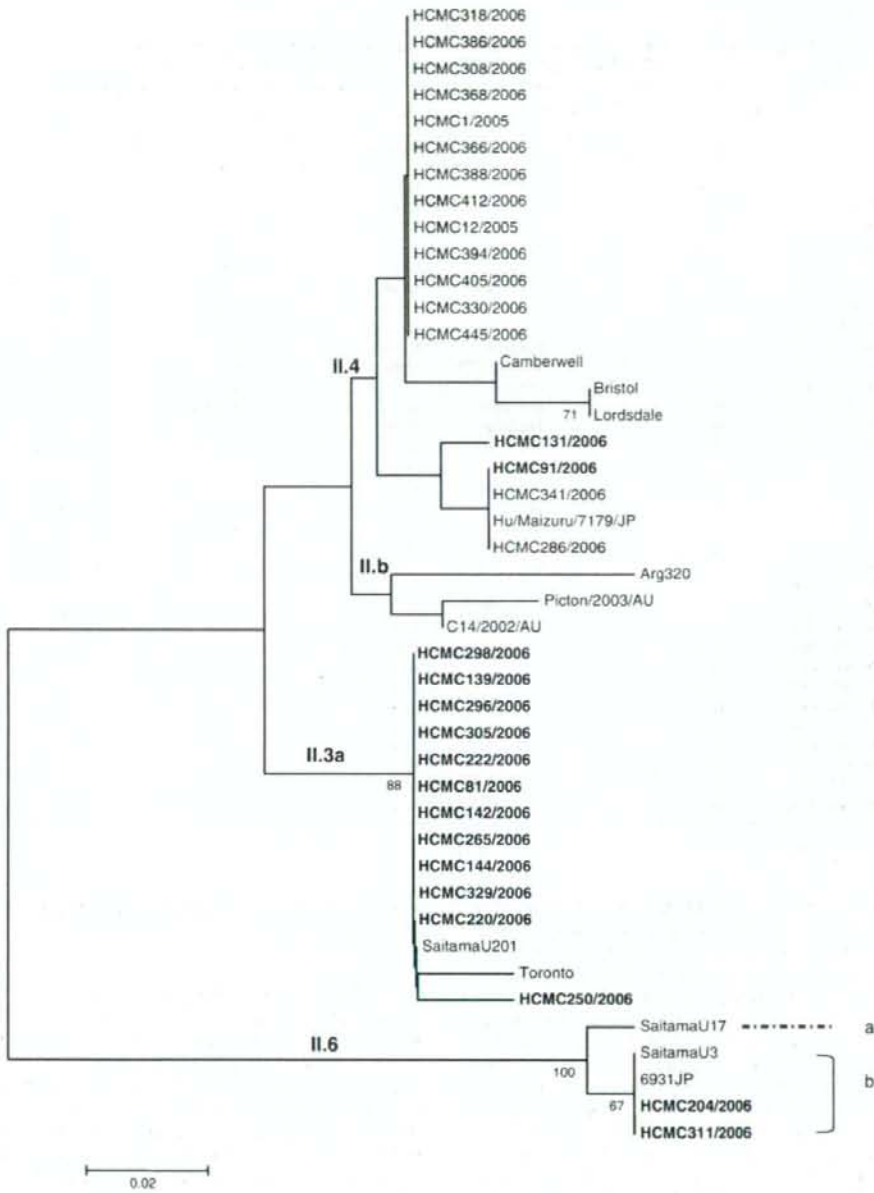 HCMC318/2006
HCMC386/2006
HCMC308/2006
HCMC368/2006
HCMC1/2005
HCMC366/2006
HCMC388/2006
HCMC412/2006
HCMC12/2005
HCMC394/2006
HCMC405/2006
HCMC330/2006
HCMC445/2006
Camberwell
II.4
Bristol
71
Lordsdale
HCMC131/2006
HCMC91/2006
HCMC341/2006
Hu/Maizuru/7179/JP
HCMC286/2006
II.b
Arg320
Picton/2003/AU
C14/2002/AU
HCMC298/2006
HCMC139/2006
HCMC296/2006
HCMC305/2006
II.3a
HCMC222/2006
88
HCMC81/2006
HCMC142/2006
HCMC265/2006
HCMC144/2006
HCMC329/2006
HCMC220/2006
SaitamaU201
Toronto
HCMC250/2006
SaitamaU17 a
II.6
SaitamaU3
100
6931JP b
67
HCMC204/2006
HCMC311/2006
0.02